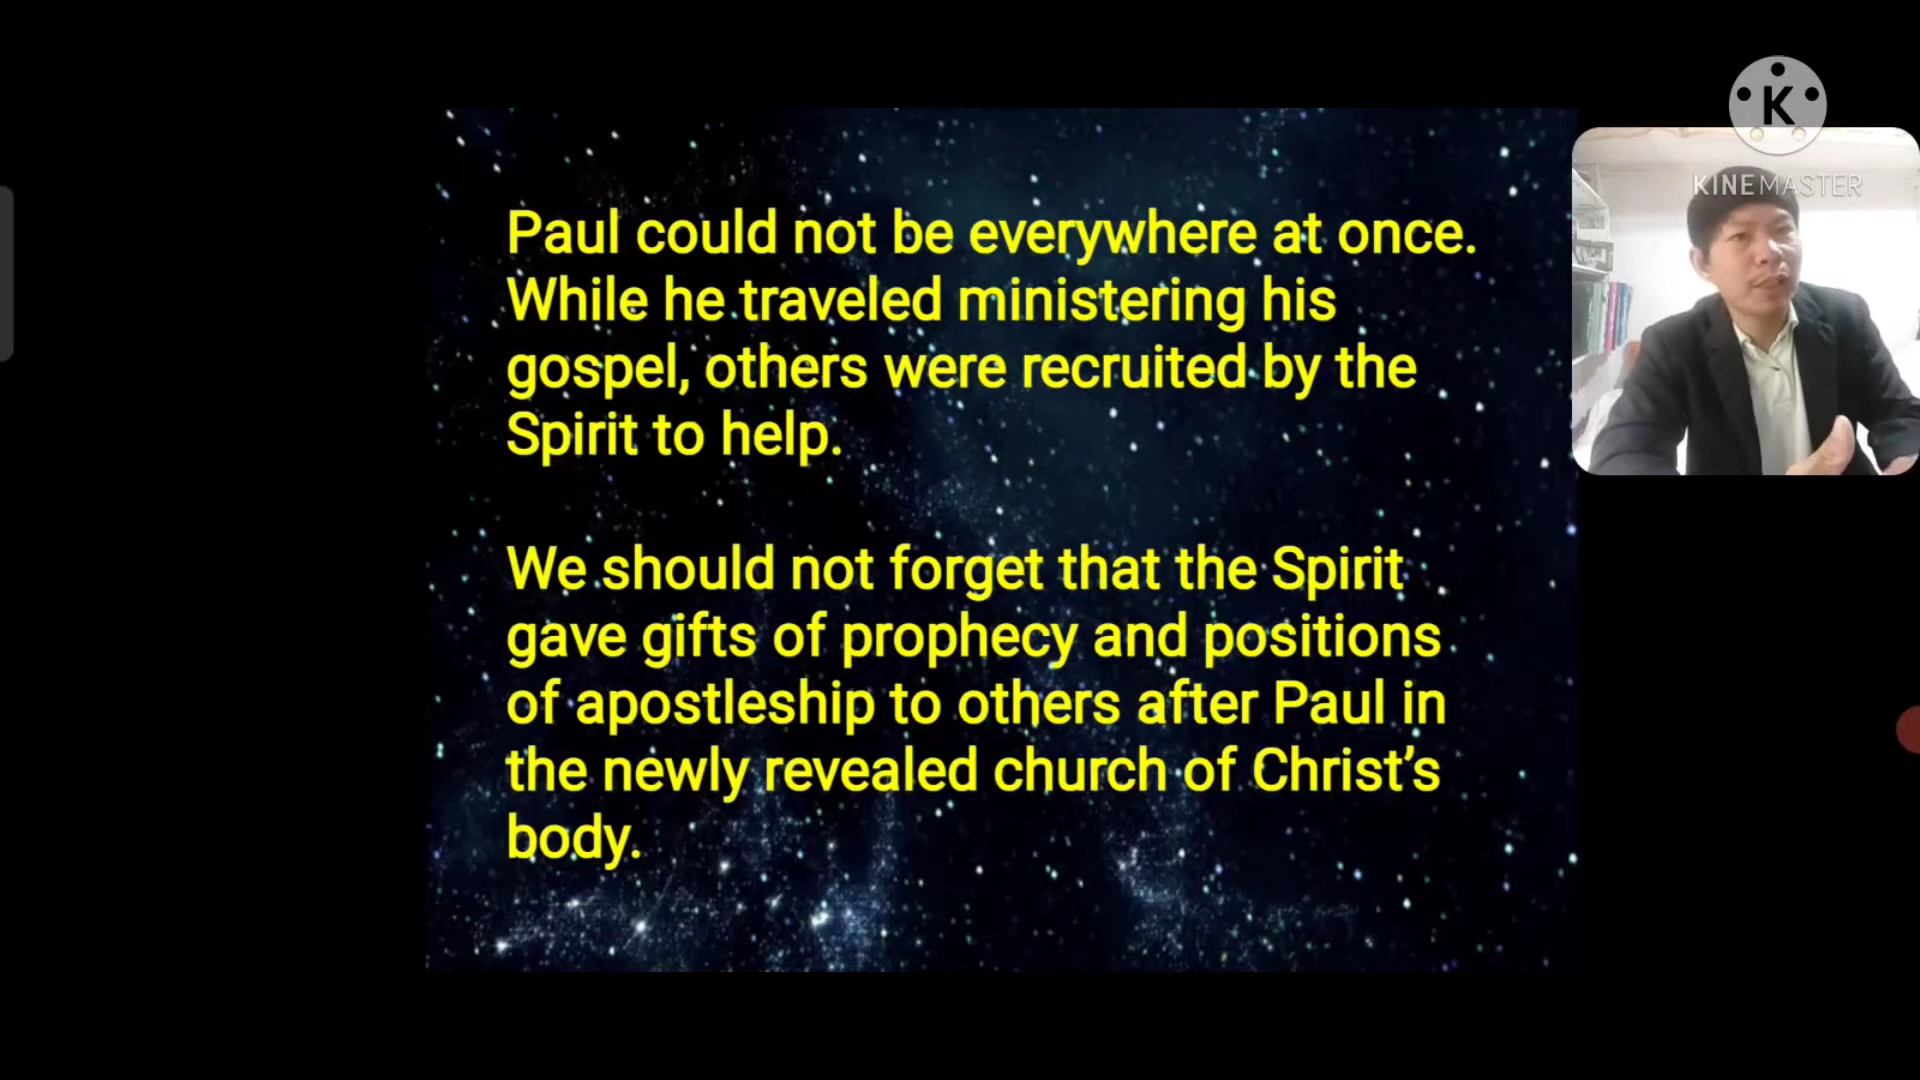 Paul could not be everywhere at once.
While he traveled ministering his
gospel, others were recruited by the
Spirit to help.
We should not forget that the Spirit
gave gifts of prophecy and positions
of apostleship to others after Paul in
the newly revealed church of Christ’s
body.
K
KINEMASTER